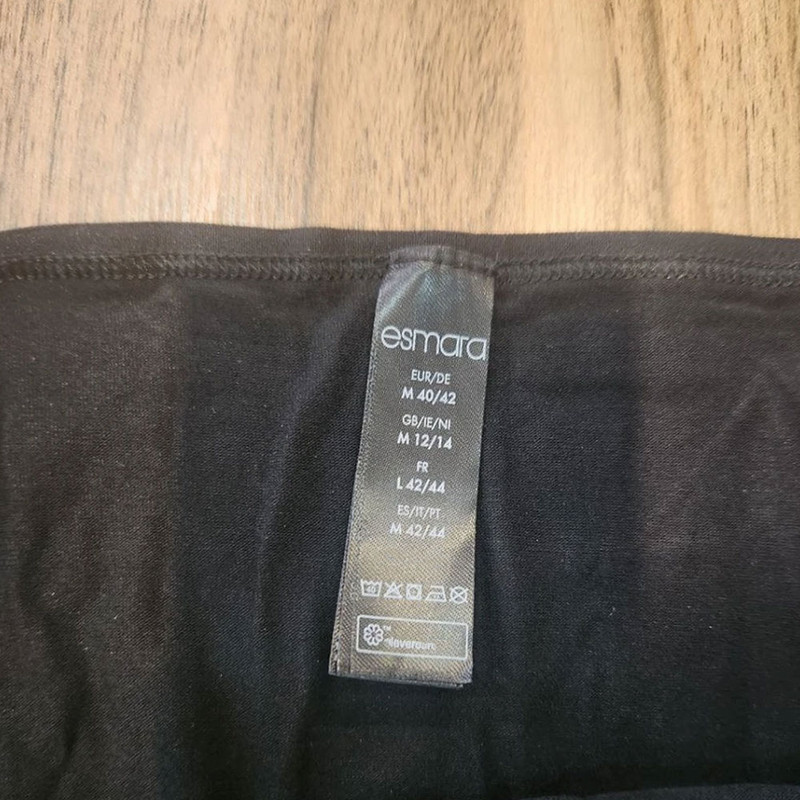 esmara
EUR/DE
M 40/42
GB/IE/NI
M 12/14
FR
L 42/44
ES/IT/PT
M 42/44